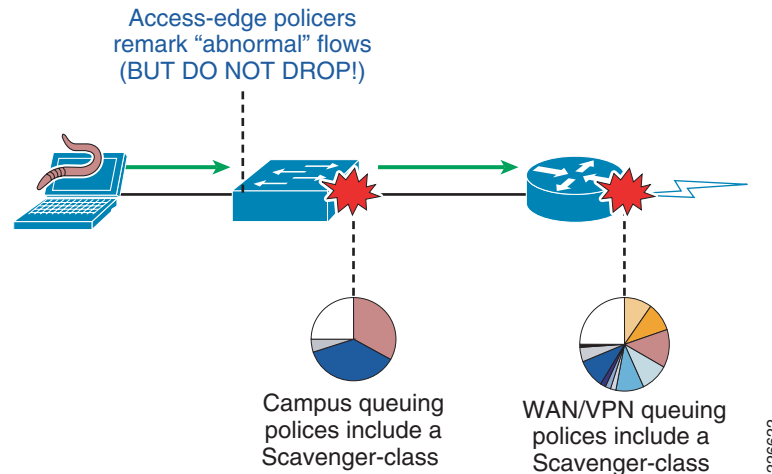 Access-edge policers
remark “abnormal” flows
(BUT DO NOT DROP!)
Campus queuing
polices include a
Scavenger-class
WAN/VPN queuing
polices include a
Scavenger-class